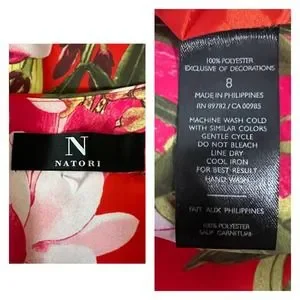 N
NATORI
100% POLYESTER
EXCLUSIVE OF DECORATIONS
8
MADE IN PHILIPPINES
RN 89782 / CA 00985
MACHINE WASH COLD
WITH SIMILAR COLORS
GENTLE CYCLE
DO NOT BLEACH
LINE DRY
COOL IRON
FOR BEST RESULT
HAND WASH
FAIT AUX PHILIPPINES
100% POLYESTER
SAUF GARNITURE